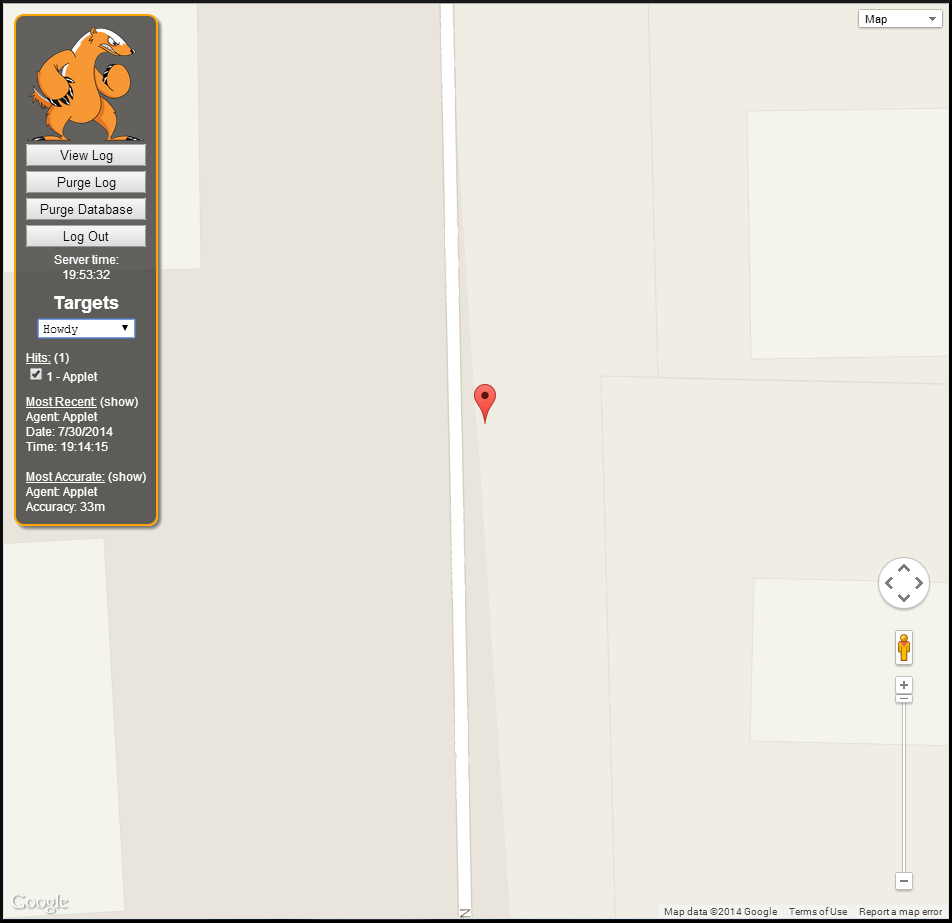 Map
View Log
Purge Log
Purge Database
Log Out
Server time:
19:53:32
Targets
Howdy
Hits: (1)
1 - Applet
Most Recent: (show)
Agent: Applet
Date: 7/30/2014
Time: 19:14:15
Most Accurate: (show)
Agent: Applet
Accuracy: 33m
Google
N
Map data ©2014 Google Terms of Use Report a map error